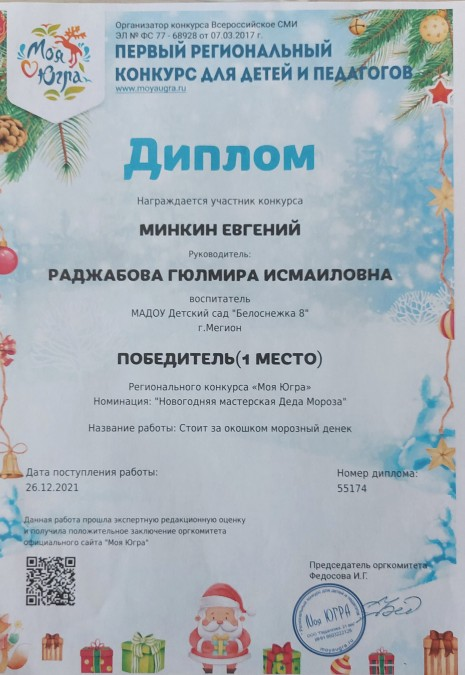 Моя Югра
Организатор конкурса Всероссийское СМИ
ЭЛ № ФС 77 - 68928 от 07.03.2017 г.
ПЕРВЫЙ РЕГИОНАЛЬНЫЙ
КОНКУРС ДЛЯ ДЕТЕЙ И ПЕДАГОГОВ
www.moyaugra.ru
Диплом
Награждается участник конкурса
МИНКИН ЕВГЕНИЙ
Руководитель:
РАДЖАБОВА ГЮЛМИРА ИСМАИЛОВНА
воспитатель
МАДОУ Детский сад "Белоснежка 8"
г.Мегион
ПОБЕДИТЕЛЬ(1 МЕСТО)
Регионального конкурса «Моя Югра»
Номинация: "Новогодняя мастерская Деда Мороза"
Название работы: Стоит за окошком морозный денек
Дата поступления работы:
26.12.2021
Номер диплома:
55174
Данная работа прошла экспертную редакционную оценку
и получила положительное заключение оргкомитета
официального сайта "Моя Югра"
Председатель оргкомитета
Федосова И.Г.
Моя ЮГРА